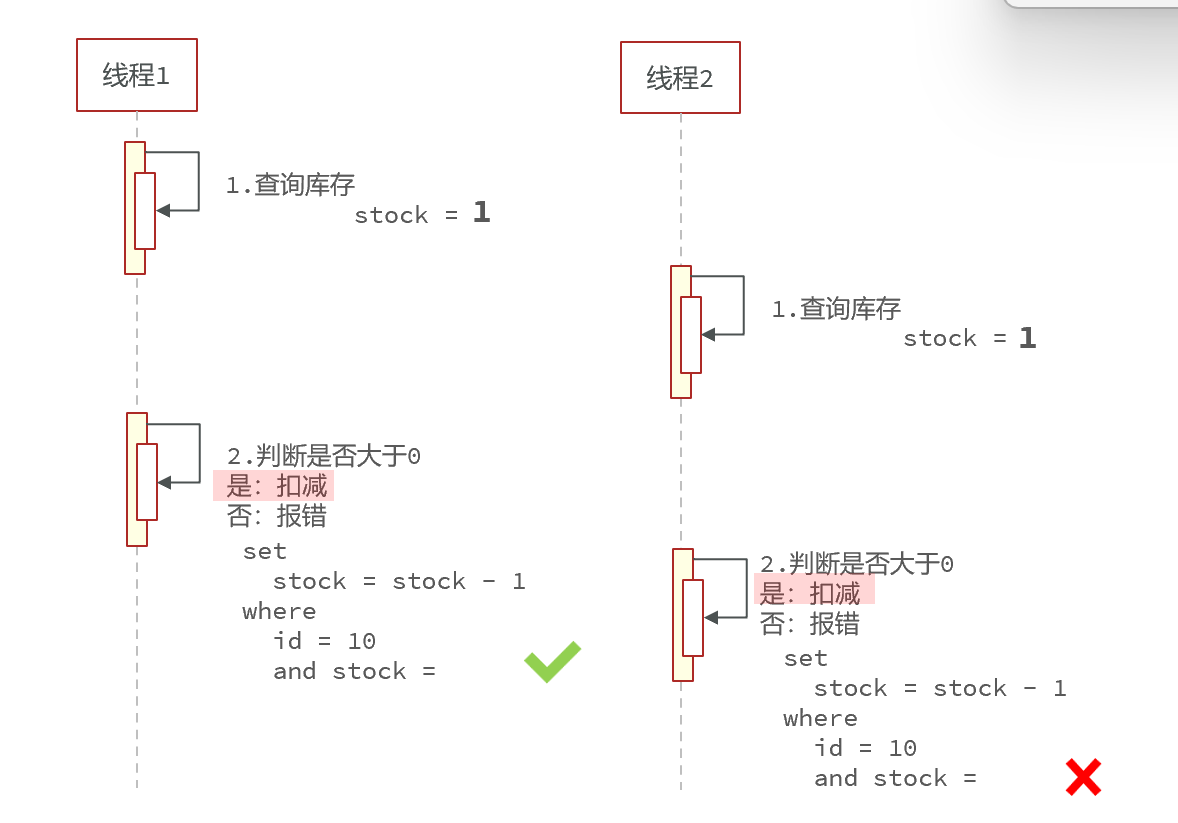 线程1
1.查询库存
stock = 1
2.判断是否大于0
是：扣减
否：报错
set
stock = stock - 1
where
id = 10
and stock =
线程2
1.查询库存
stock = 1
2.判断是否大于0
是：扣减
否：报错
set
stock = stock - 1
where
id = 10
and stock =